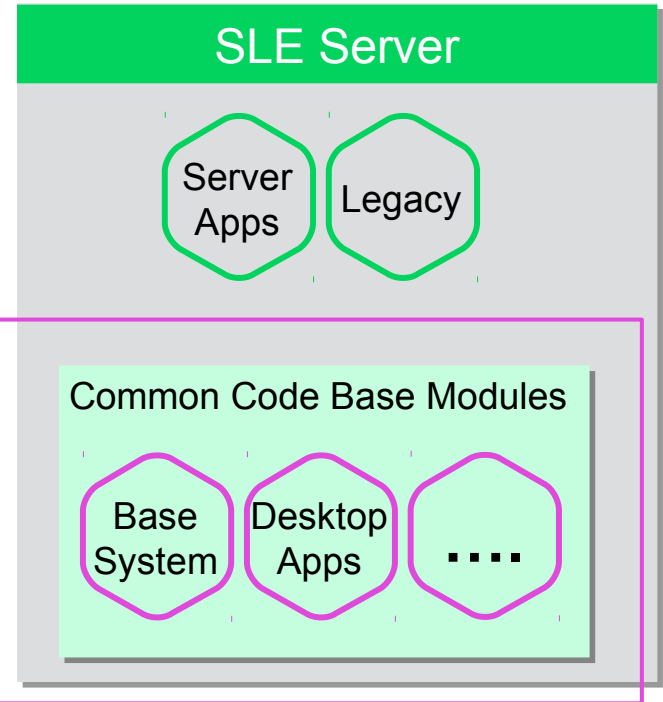 SLE Server
Server
Apps
Legacy
Common Code Base Modules
Base
System
Desktop
Apps
....